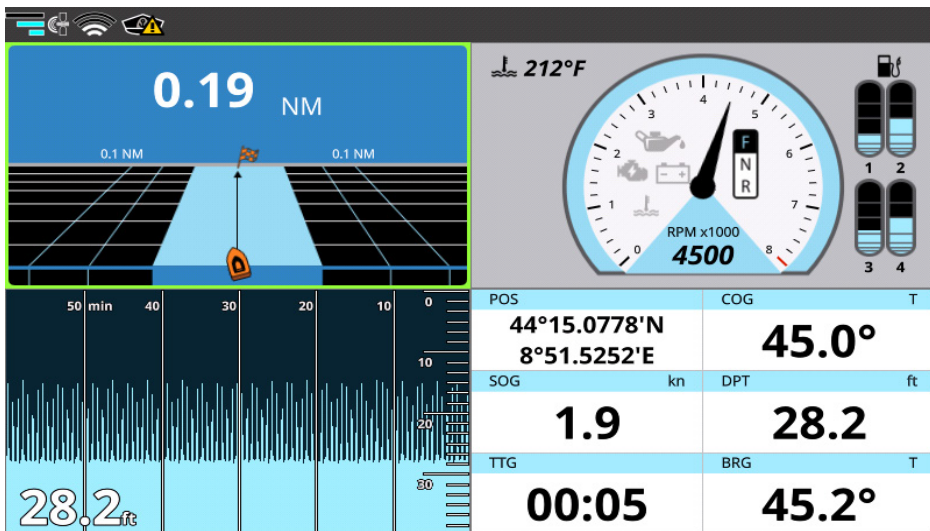 0.19 NM
0.1 NM 0.1 NM
212°F
0 1 2 3 4 5 6 7 8
F
N
R
RPM x1000
4500
1 2
3 4
50 min 40 30 20 10
0
10
20
30
28.2 ft
POS
44°15.0778'N
8°51.5252'E
COG T
45.0°
SOG kn
1.9
DPT ft
28.2
TTG
00:05
BRG T
45.2°